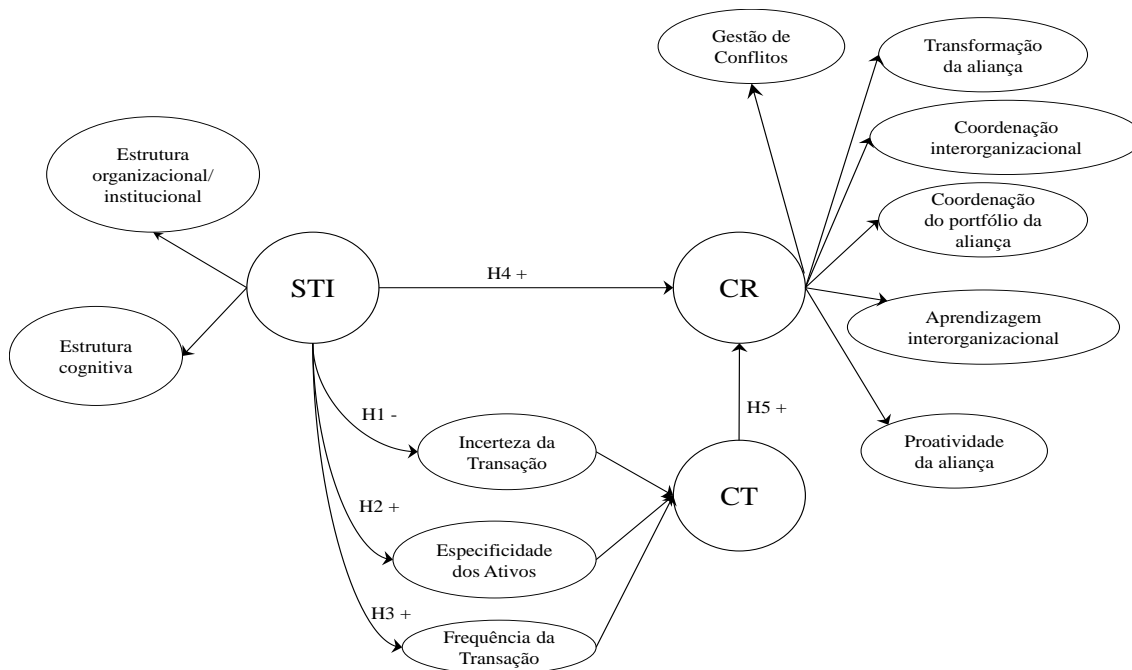 Gestão de
Conflitos
Transformação
da aliança
Coordenação
interorganizacional
Estrutura
organizacional/
institucional
Coordenação
do portfólio da
aliança
STI
H4 +
CR
Aprendizagem
interorganizacional
Estrutura
cognitiva
H1 -
H5 +
Incerteza da
Transação
Proatividade
da aliança
CT
H2 +
Especificidade
dos Ativos
H3 +
Frequência da
Transação